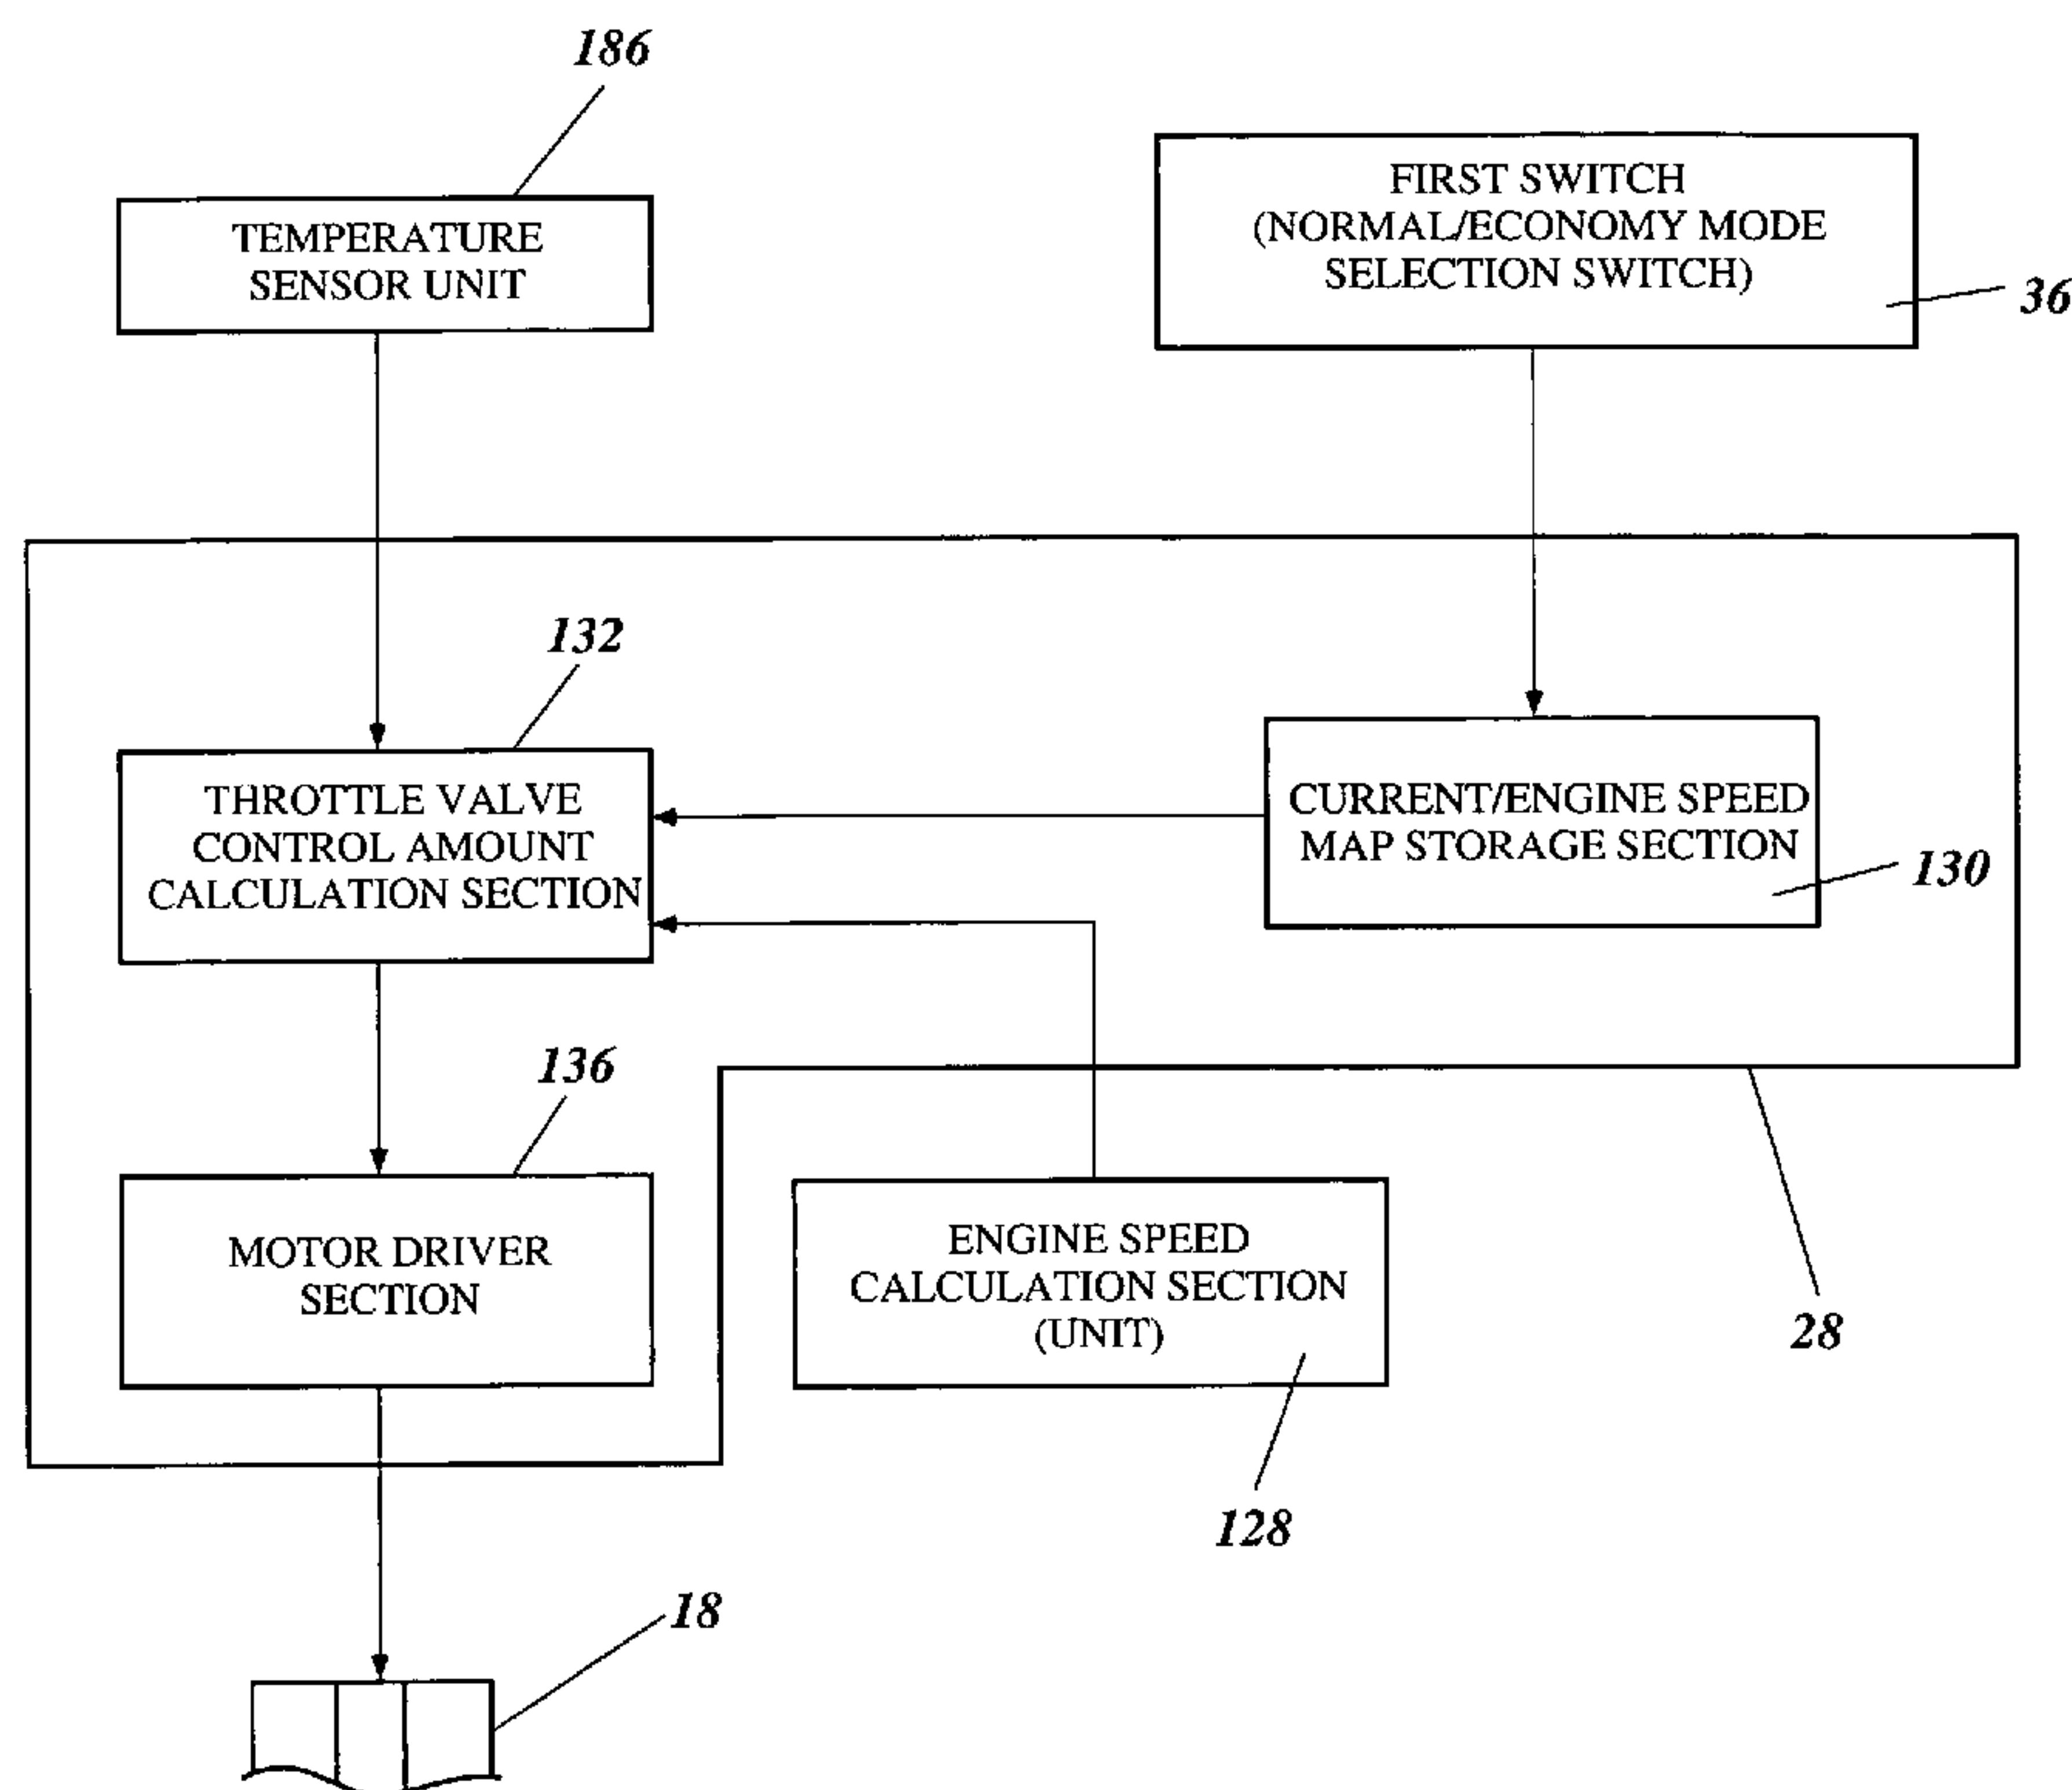 186
FIRST SWITCH
(NORMAL/ECONOMY MODE
SELECTION SWITCH)
36
TEMPERATURE
SENSOR UNIT
132
THROTTLE VALVE
CONTROL AMOUNT
CALCULATION SECTION
CURRENT/ENGINE SPEED
MAP STORAGE SECTION
130
136
MOTOR DRIVER
SECTION
ENGINE SPEED
CALCULATION SECTION
(UNIT)
28
128
18